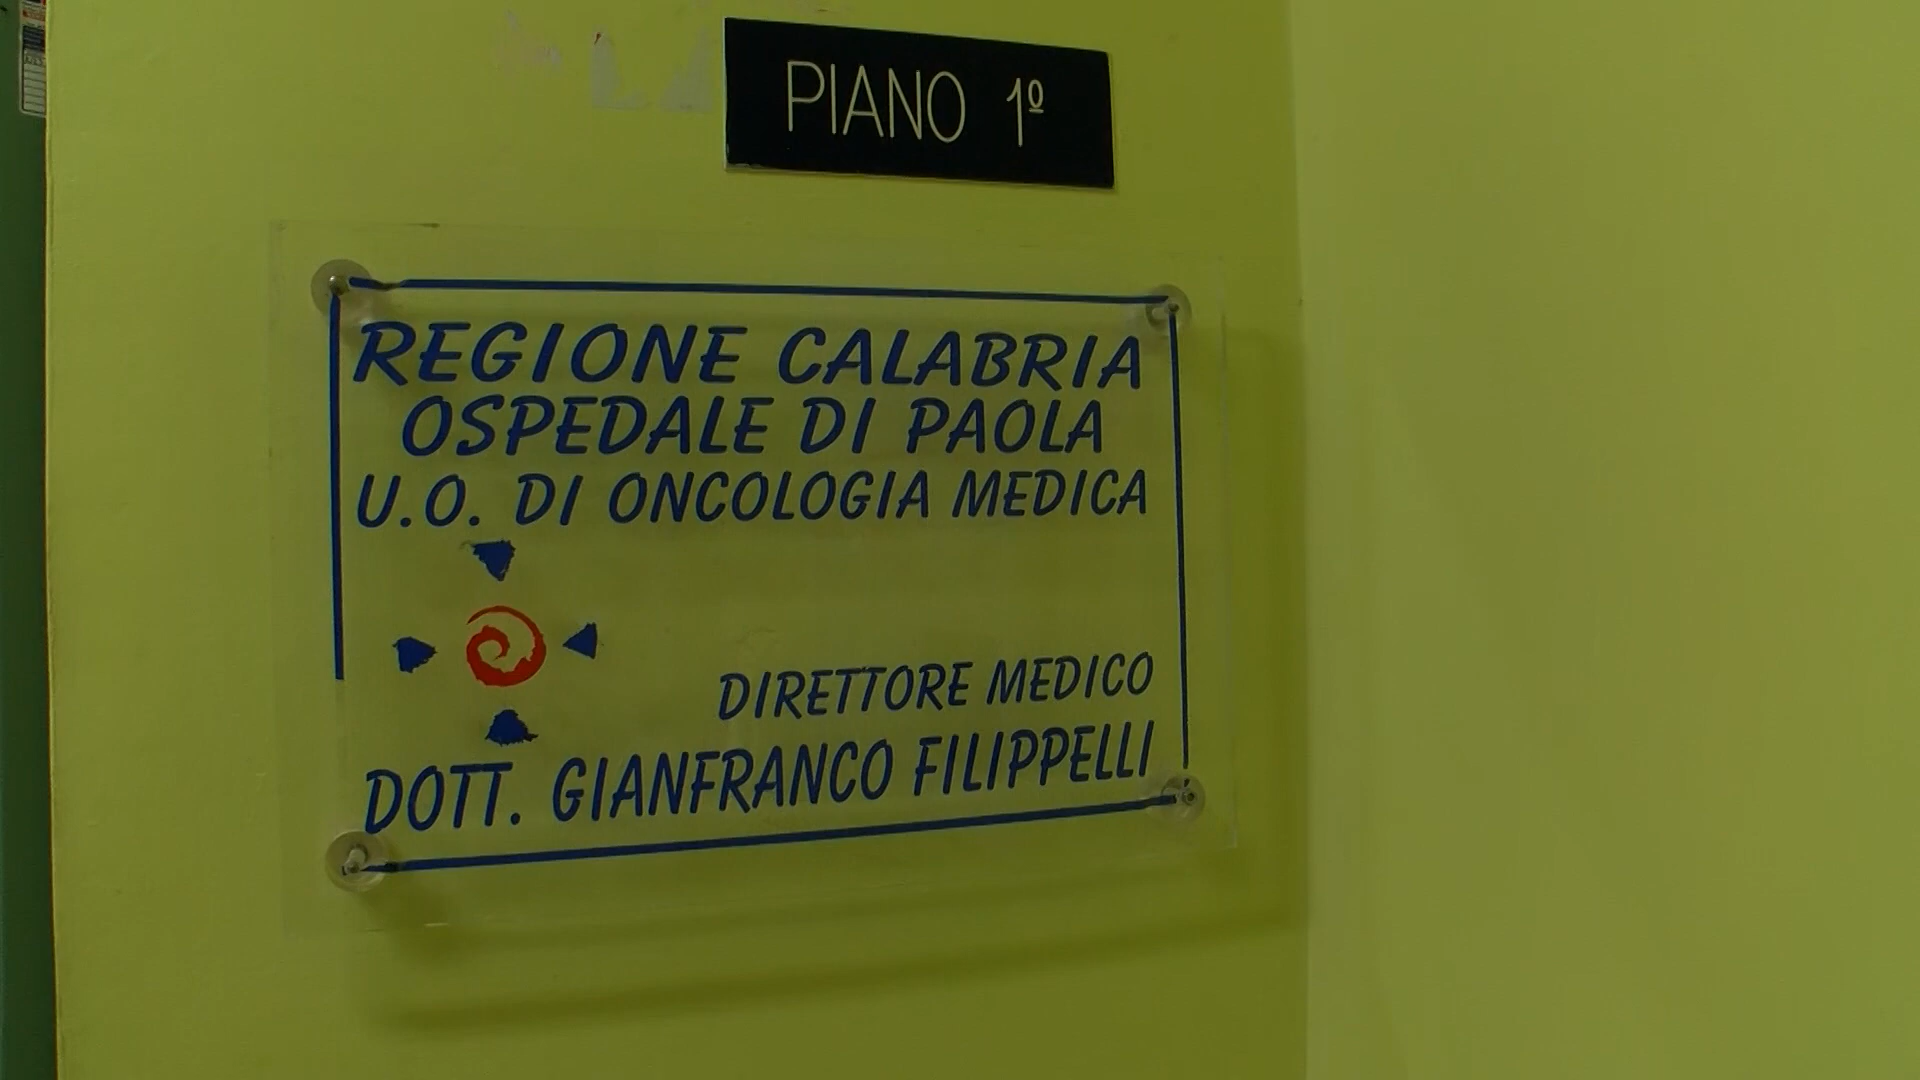 PIANO 1º
REGIONE CALABRIA
OSPEDALE DI PAOLA
U.O. DI ONCOLOGIA MEDICA
DIRETTORE MEDICO
DOTT. GIANFRANCO FILIPPELLI